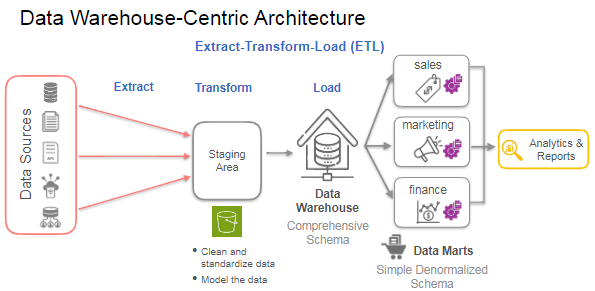 Data Warehouse-Centric Architecture
Extract-Transform-Load (ETL)
Extract
Transform
Load
Data Sources
API
Staging
Area
• Clean and
standardize data
• Model the data
Data
Warehouse
Comprehensive
Schema
sales
marketing
finance
Data Marts
Simple Denormalized
Schema
Analytics &
Reports